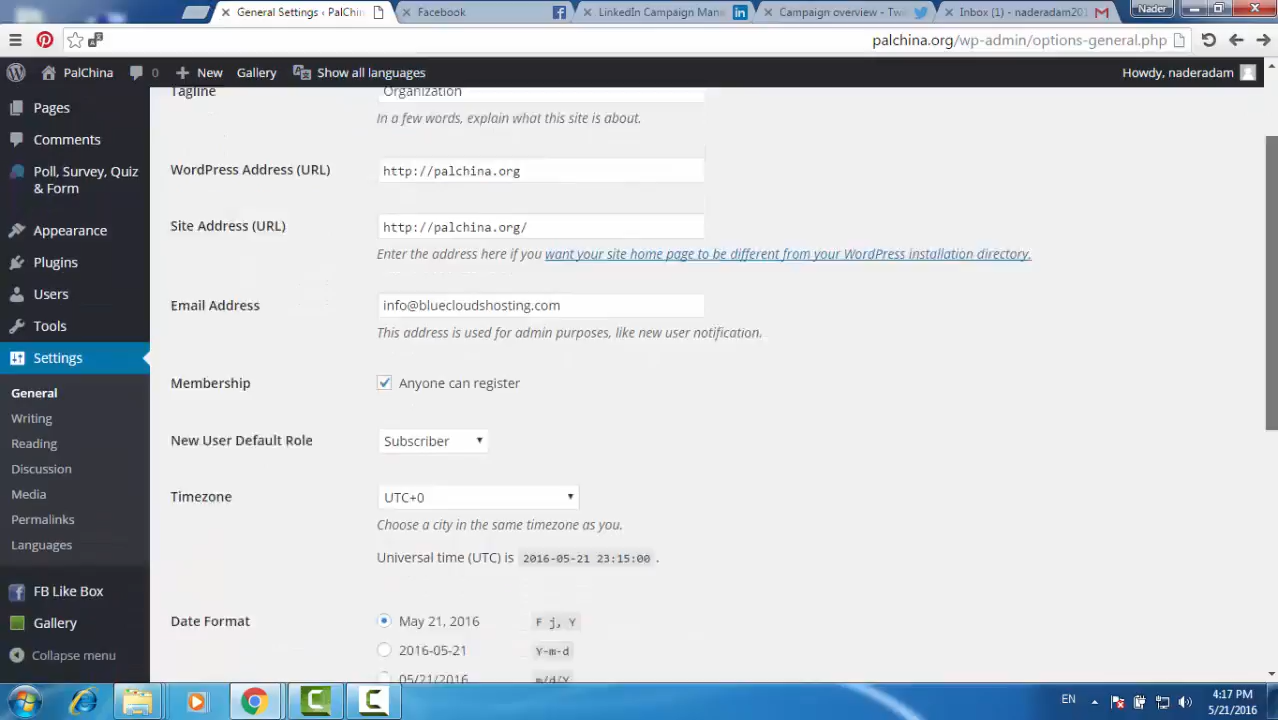 General Settings ‹ PalChin
Facebook
LinkedIn Campaign Man
Campaign overview - Tw
Inbox (1) - naderadam201
Nader
palchina.org/wp-admin/options-general.php
PalChina
0
New
Gallery
Show all languages
Howdy, naderadam
Pages
Comments
Poll, Survey, Quiz
& Form
Appearance
Plugins
Users
Tools
Settings
General
Writing
Reading
Discussion
Media
Permalinks
Languages
FB Like Box
Gallery
Collapse menu
Tagline
Organization
In a few words, explain what this site is about.
WordPress Address (URL)
http://palchina.org
Site Address (URL)
http://palchina.org/
Enter the address here if you want your site home page to be different from your WordPress installation directory.
Email Address
info@bluecloudshosting.com
This address is used for admin purposes, like new user notification.
Membership
Anyone can register
New User Default Role
Subscriber
Timezone
UTC+0
Choose a city in the same timezone as you.
Universal time (UTC) is 2016-05-21 23:15:00 .
Date Format
May 21, 2016
F j, Y
2016-05-21
Y-m-d
05/21/2016
m/d/Y
EN
4:17 PM
5/21/2016